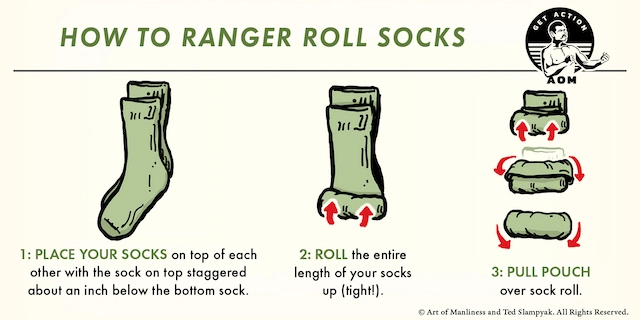 HOW TO RANGER ROLL SOCKS
GET ACTION
AOM
1: PLACE YOUR SOCKS on top of each
other with the sock on top staggered
about an inch below the bottom sock.
2: ROLL the entire
length of your socks
up (tight!).
3: PULL POUCH
over sock roll.
© Art of Manliness and Ted Slampyak. All Rights Reserved.